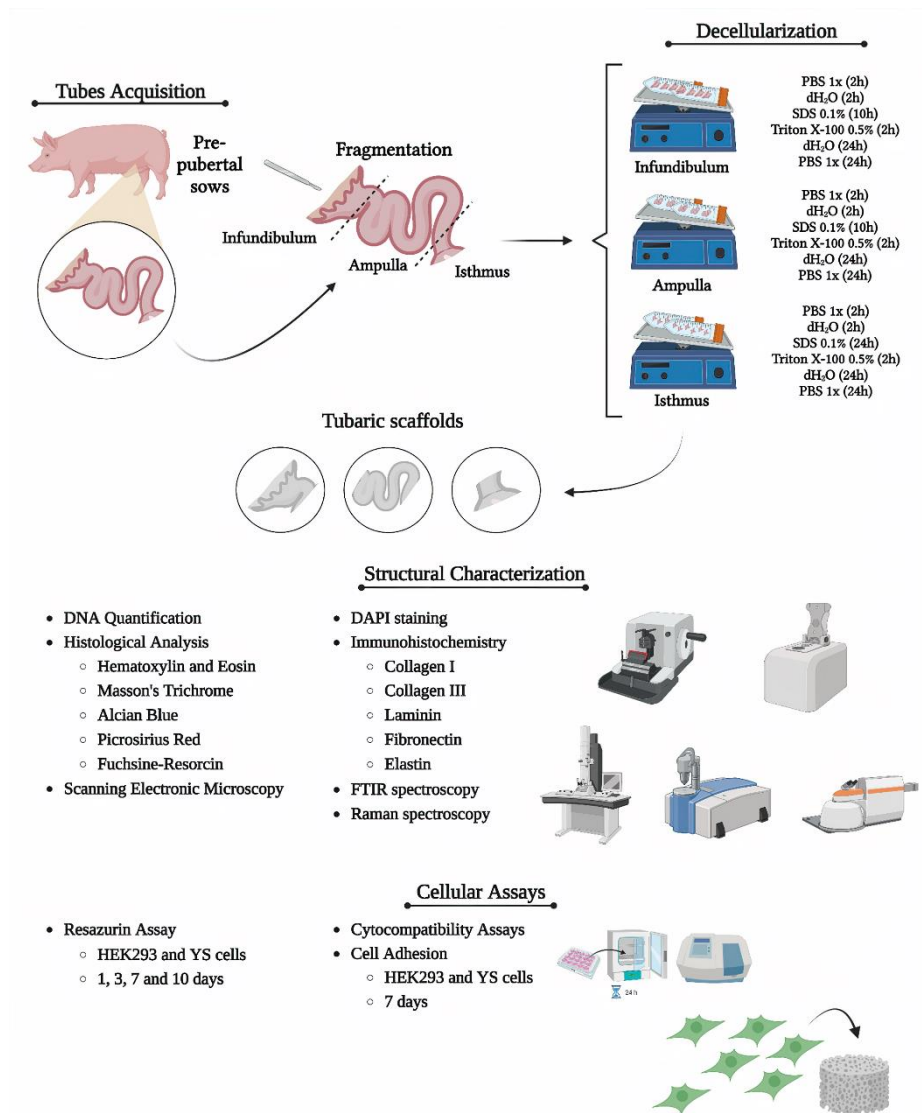 Decellularization
Tubes Acquisition
Pre-
pubertal
sows
Fragmentation
Infundibulum
Ampulla
Isthmus
PBS 1x (2h)
dH₂O (2h)
SDS 0.1% (10h)
Triton X-100 0.5% (2h)
dH₂O (24h)
PBS 1x (24h)
Infundibulum
PBS 1x (2h)
dH₂O (2h)
SDS 0.1% (10h)
Triton X-100 0.5% (2h)
dH₂O (24h)
PBS 1x (24h)
Ampulla
PBS 1x (2h)
dH₂O (2h)
SDS 0.1% (24h)
Triton X-100 0.5% (2h)
dH₂O (24h)
PBS 1x (24h)
Isthmus
Tubaric scaffolds
Structural Characterization
• DNA Quantification
• Histological Analysis
○ Hematoxylin and Eosin
○ Masson's Trichrome
○ Alcian Blue
○ Picrosirius Red
○ Fuchsine-Resorcin
• Scanning Electronic Microscopy
• DAPI staining
• Immunohistochemistry
○ Collagen I
○ Collagen III
○ Laminin
○ Fibronectin
○ Elastin
• FTIR spectroscopy
• Raman spectroscopy
Cellular Assays
• Resazurin Assay
○ HEK293 and YS cells
○ 1, 3, 7 and 10 days
• Cytocompatibility Assays
• Cell Adhesion
○ HEK293 and YS cells
○ 7 days
24 h